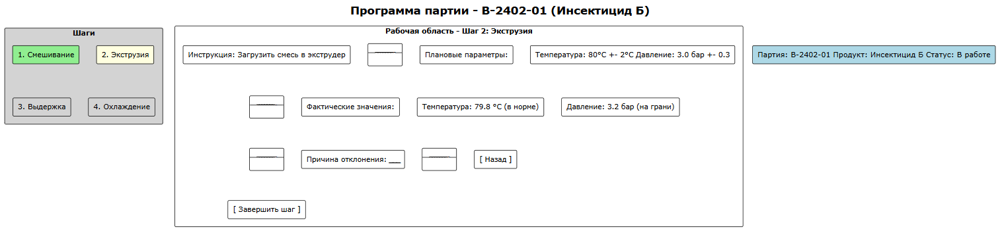 Программа партии - B-2402-01 (Инсектицид Б)
Шаги
1. Смешивание
2. Экструзия
3. Выдержка
4. Охлаждение
Рабочая область - Шаг 2: Экструзия
Инструкция: Загрузить смесь в экструдер
Плановые параметры:
Температура: 80°C +- 2°C Давление: 3.0 бар +- 0.3
Фактические значения:
Температура: 79.8 °C (в норме)
Давление: 3.2 бар (на грани)
Причина отклонения: ___
[ Назад ]
[ Завершить шаг ]
Партия: B-2402-01 Продукт: Инсектицид Б Статус: В работе